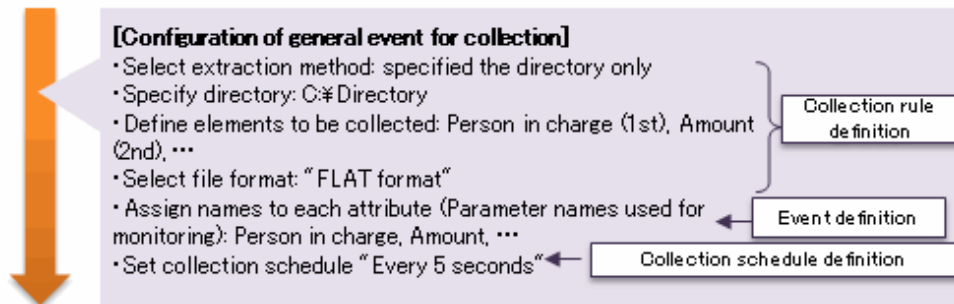 [Configuration of general event for collection]
・Select extraction method: specified the directory only
・Specify directory: C:¥Directory
・Define elements to be collected: Person in charge (1st), Amount
(2nd), ・・・
・Select file format: "FLAT format"
・Assign names to each attribute (Parameter names used for
monitoring): Person in charge, Amount, ・・・
・Set collection schedule "Every 5 seconds"
Collection rule
definition
Event definition
Collection schedule definition